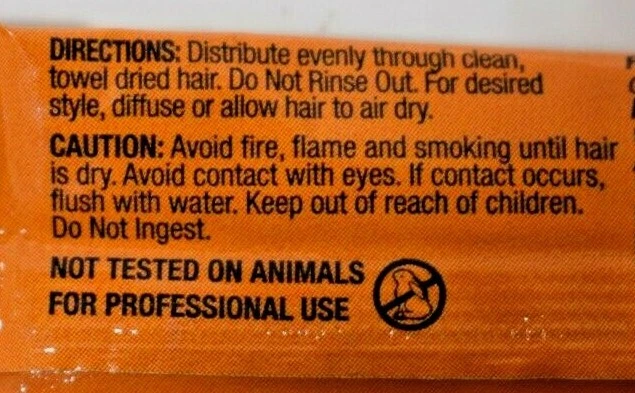 DIRECTIONS: Distribute evenly through clean,
towel dried hair. Do Not Rinse Out. For desired
style, diffuse or allow hair to air dry.
CAUTION: Avoid fire, flame and smoking until hair
is dry. Avoid contact with eyes. If contact occurs,
flush with water. Keep out of reach of children.
Do Not Ingest.
NOT TESTED ON ANIMALS
FOR PROFESSIONAL USE